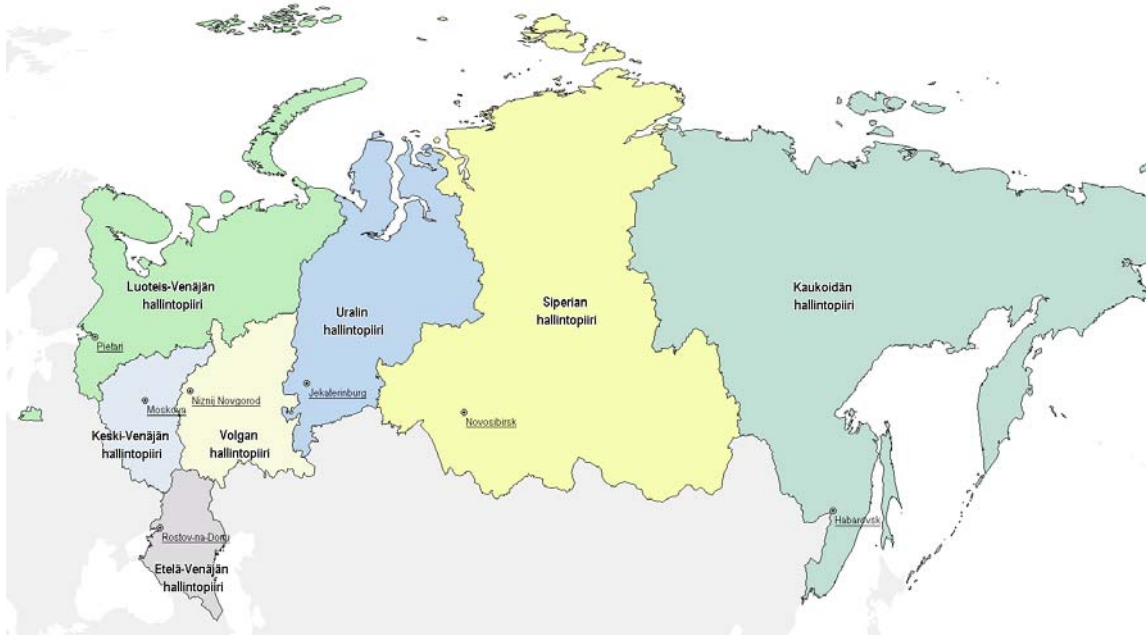 Luoteis-Venäjän
hallintopiiri
Pietari
Uralin
hallintopiiri
Siperian
hallintopiiri
Kaukoidän
hallintopiiri
Moskova
Niznij Novgorod
Jekaterinburg
Novosibirsk
Keski-Venäjän
hallintopiiri
Volgan
hallintopiiri
Habarovsk
Rostov-na-Donu
Etelä-Venäjän
hallintopiiri